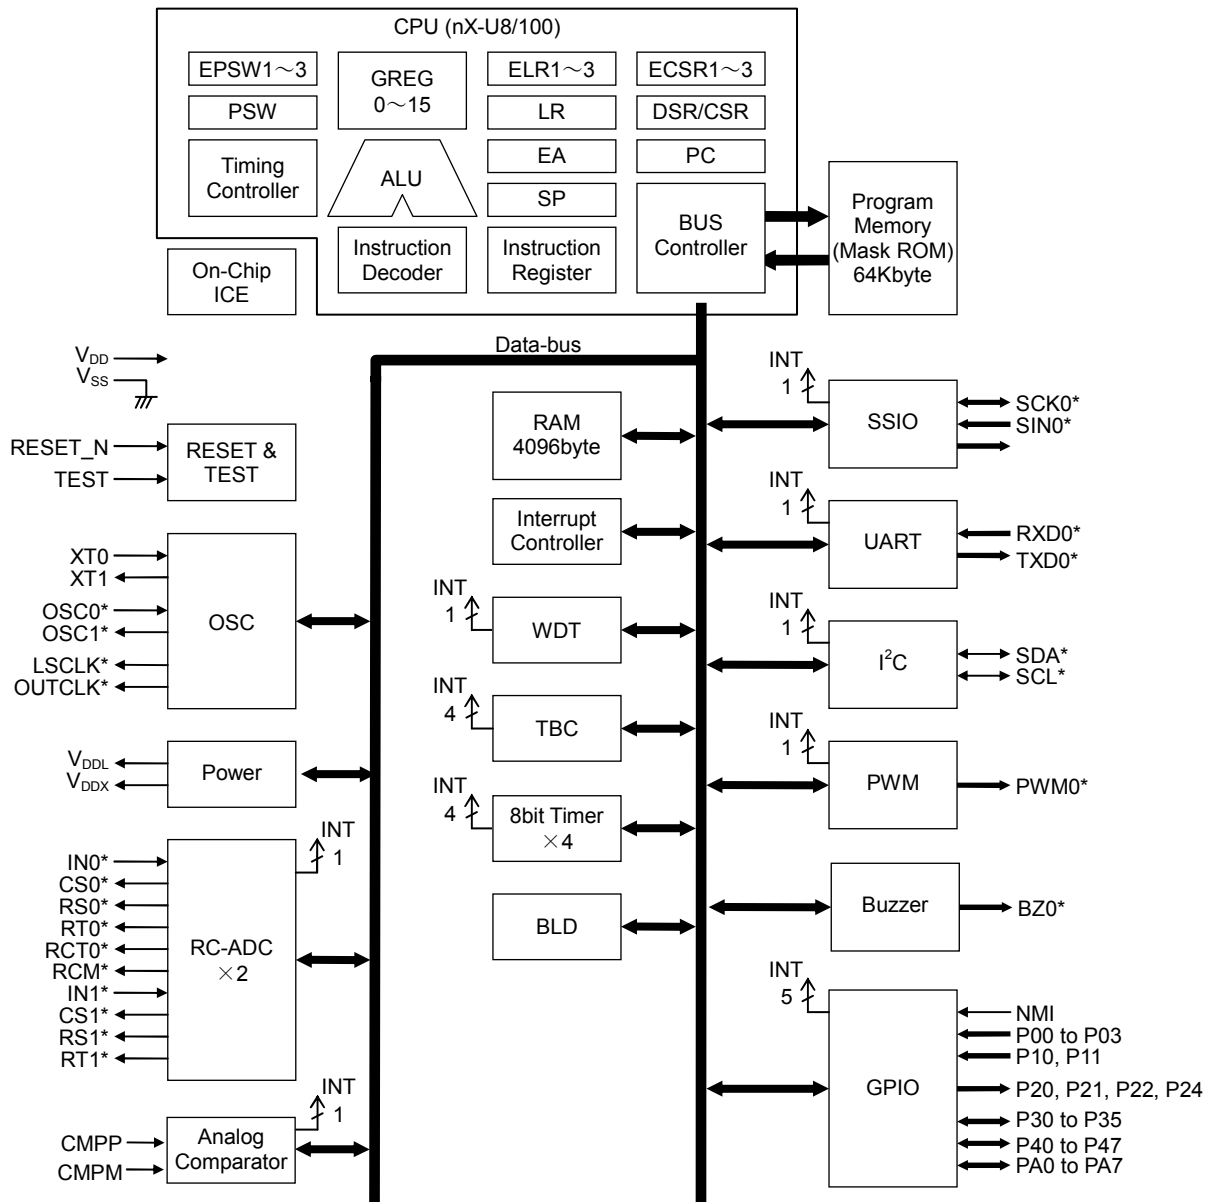 CPU (nX-U8/100)
EPSW1～3
GREG
0～15
ELR1～3
ECSR1～3
PSW
LR
DSR/CSR
Timing
Controller
ALU
EA
PC
SP
BUS
Controller
Program
Memory
(Mask ROM)
64Kbyte
On-Chip
ICE
Instruction
Decoder
Instruction
Register
Data-bus
VDD
VSS
RESET_N
TEST
RESET &
TEST
XT0
XT1
OSC0*
OSC1*
LSCLK*
OUTCLK*
OSC
VDDL
VDDX
Power
INT
1
IN0*
CS0*
RS0*
RT0*
RCT0*
RCM*
IN1*
CS1*
RS1*
RT1*
RC-ADC
×2
INT
1
CMPP
CMPM
Analog
Comparator
RAM
4096byte
Interrupt
Controller
INT
1
WDT
INT
4
TBC
INT
4
8bit Timer
×4
BLD
INT
1
SSIO
SCK0*
SIN0*
INT
1
UART
RXD0*
TXD0*
INT
1
I²C
SDA*
SCL*
INT
1
PWM
PWM0*
Buzzer
BZ0*
INT
5
GPIO
NMI
P00 to P03
P10, P11
P20, P21, P22, P24
P30 to P35
P40 to P47
PA0 to PA7